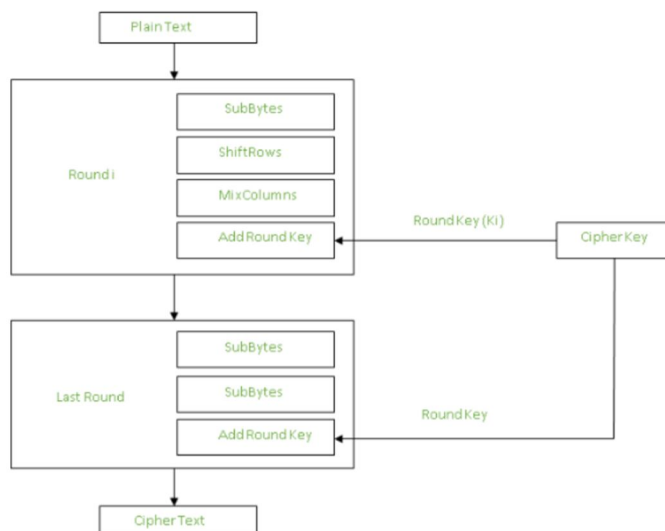 Plain Text
SubBytes
ShiftRows
Round i
MixColumns
Add Round Key
Round Key (Ki)
Cipher Key
SubBytes
Last Round
SubBytes
Add Round Key
Round Key
Cipher Text